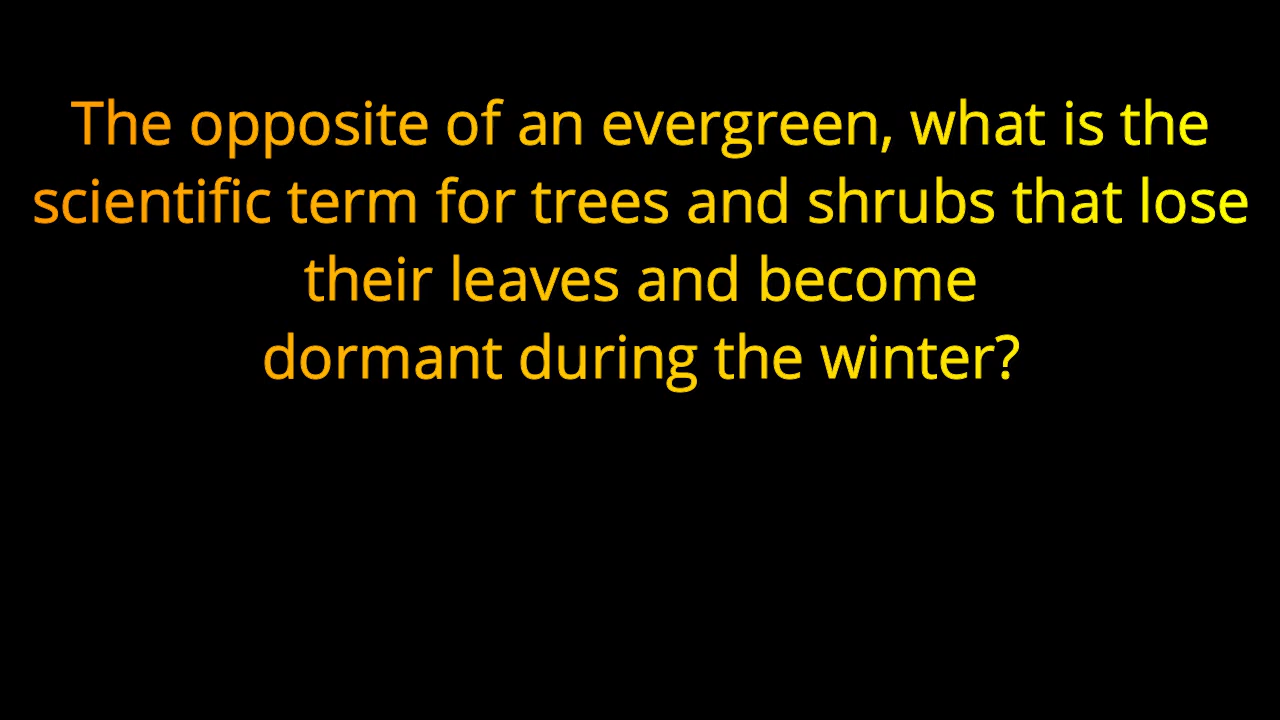 The opposite of an evergreen, what is the
scientific term for trees and shrubs that lose
their leaves and become
dormant during the winter?